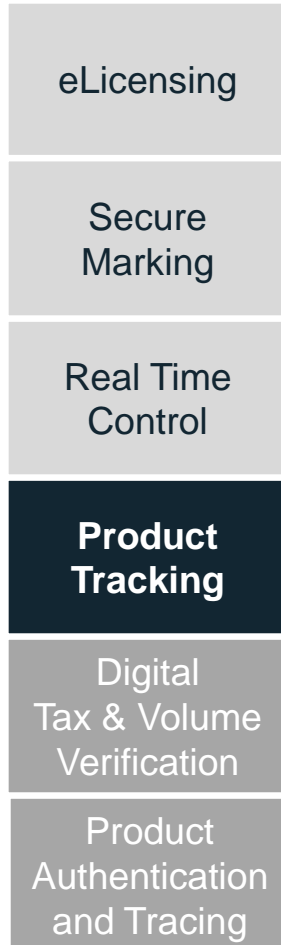 eLicensing
Secure
Marking
Real Time
Control
Product
Tracking
Digital
Tax & Volume
Verification
Product
Authentication
and Tracing